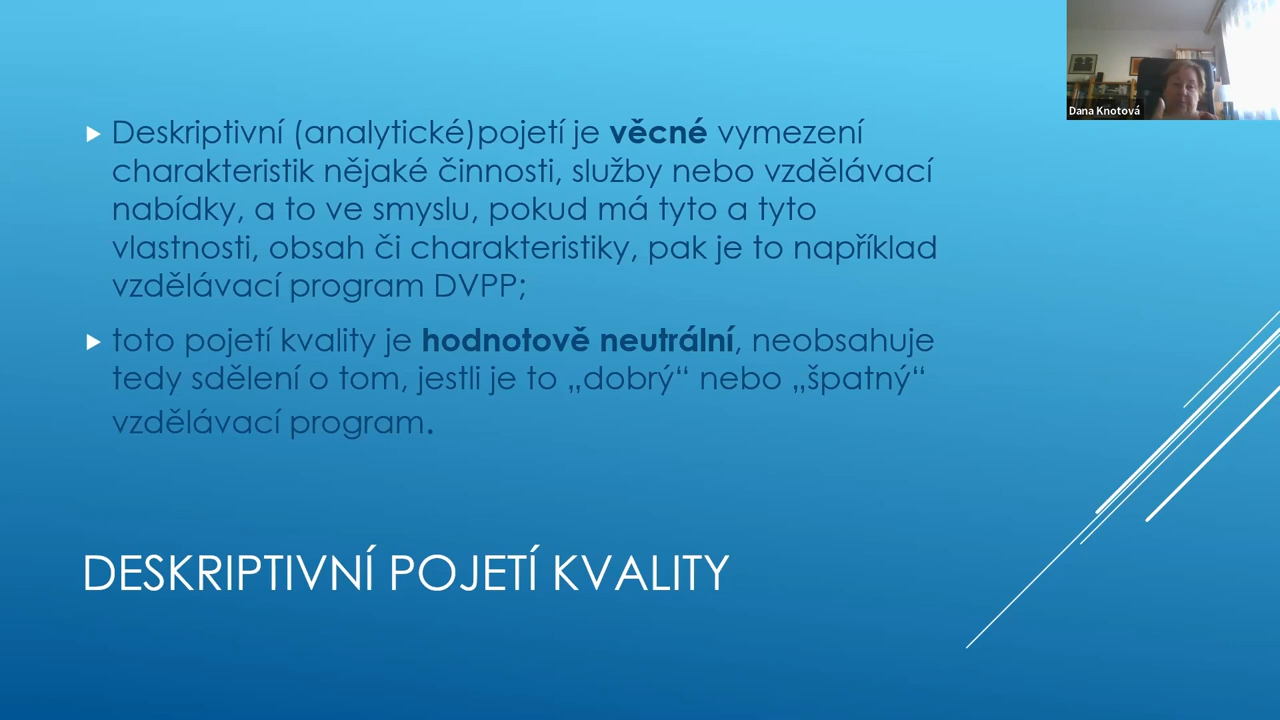 Deskriptivní (analytické)pojetí je věcné vymezení
charakteristik nějaké činnosti, služby nebo vzdělávací
nabídky, a to ve smyslu, pokud má tyto a tyto
vlastnosti, obsah či charakteristiky, pak je to například
vzdělávací program DVPP;
toto pojetí kvality je hodnotově neutrální, neobsahuje
tedy sdělení o tom, jestli je to „dobrý“ nebo „špatný“
vzdělávací program.
DESKRIPTIVNÍ POJETÍ KVALITY
Dana Knotová